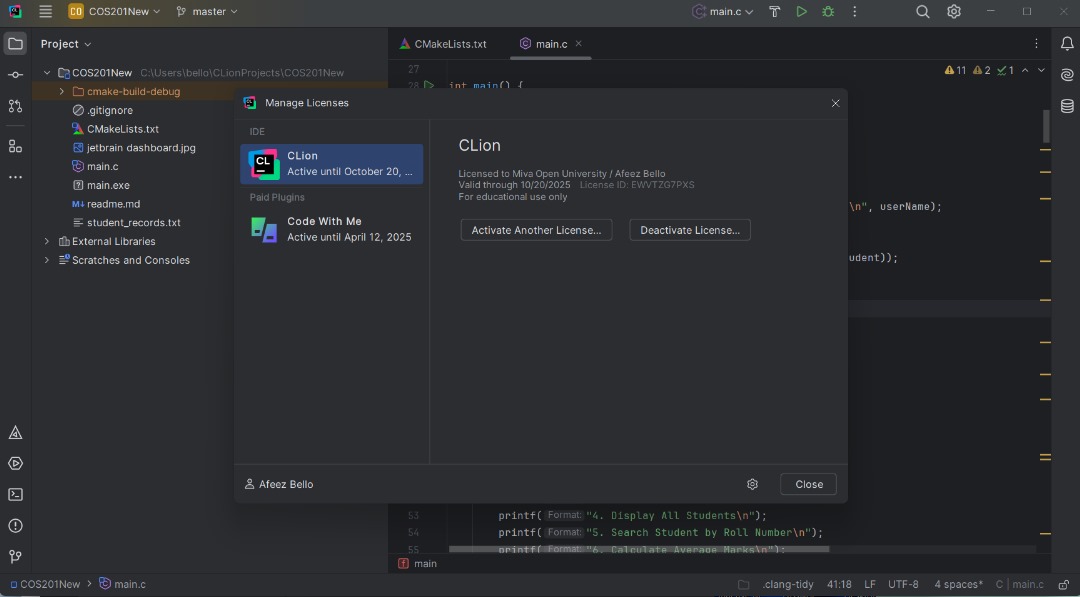 CO COS201New master main.c
Project
CMakeLists.txt main.c
COS201New C:\Users\bello\CLionProjects\COS201New
cmake-build-debug
.gitignore
CMakeLists.txt
jetbrain dashboard.jpg
main.c
main.exe
M↓ readme.md
student_records.txt
External Libraries
Scratches and Consoles
27
28 int main() {
11 2 1
Manage Licenses
IDE
CL
CLion
Active until October 20, ...
Paid Plugins
Code With Me
Active until April 12, 2025
CLion
Licensed to Miva Open University / Afeez Bello
Valid through 10/20/2025 License ID: EWVTZG7PXS
For educational use only
Activate Another License...
Deactivate License...
Afeez Bello
Close
\n", userName);
udent));
53 printf( Format: "4. Display All Students\n");
54 printf( Format: "5. Search Student by Roll Number\n");
55 printf( Format: "6. Calculate Average Marks\n");
f main
COS201New > main.c
.clang-tidy 41:18 LF UTF-8 4 spaces* C | main.c